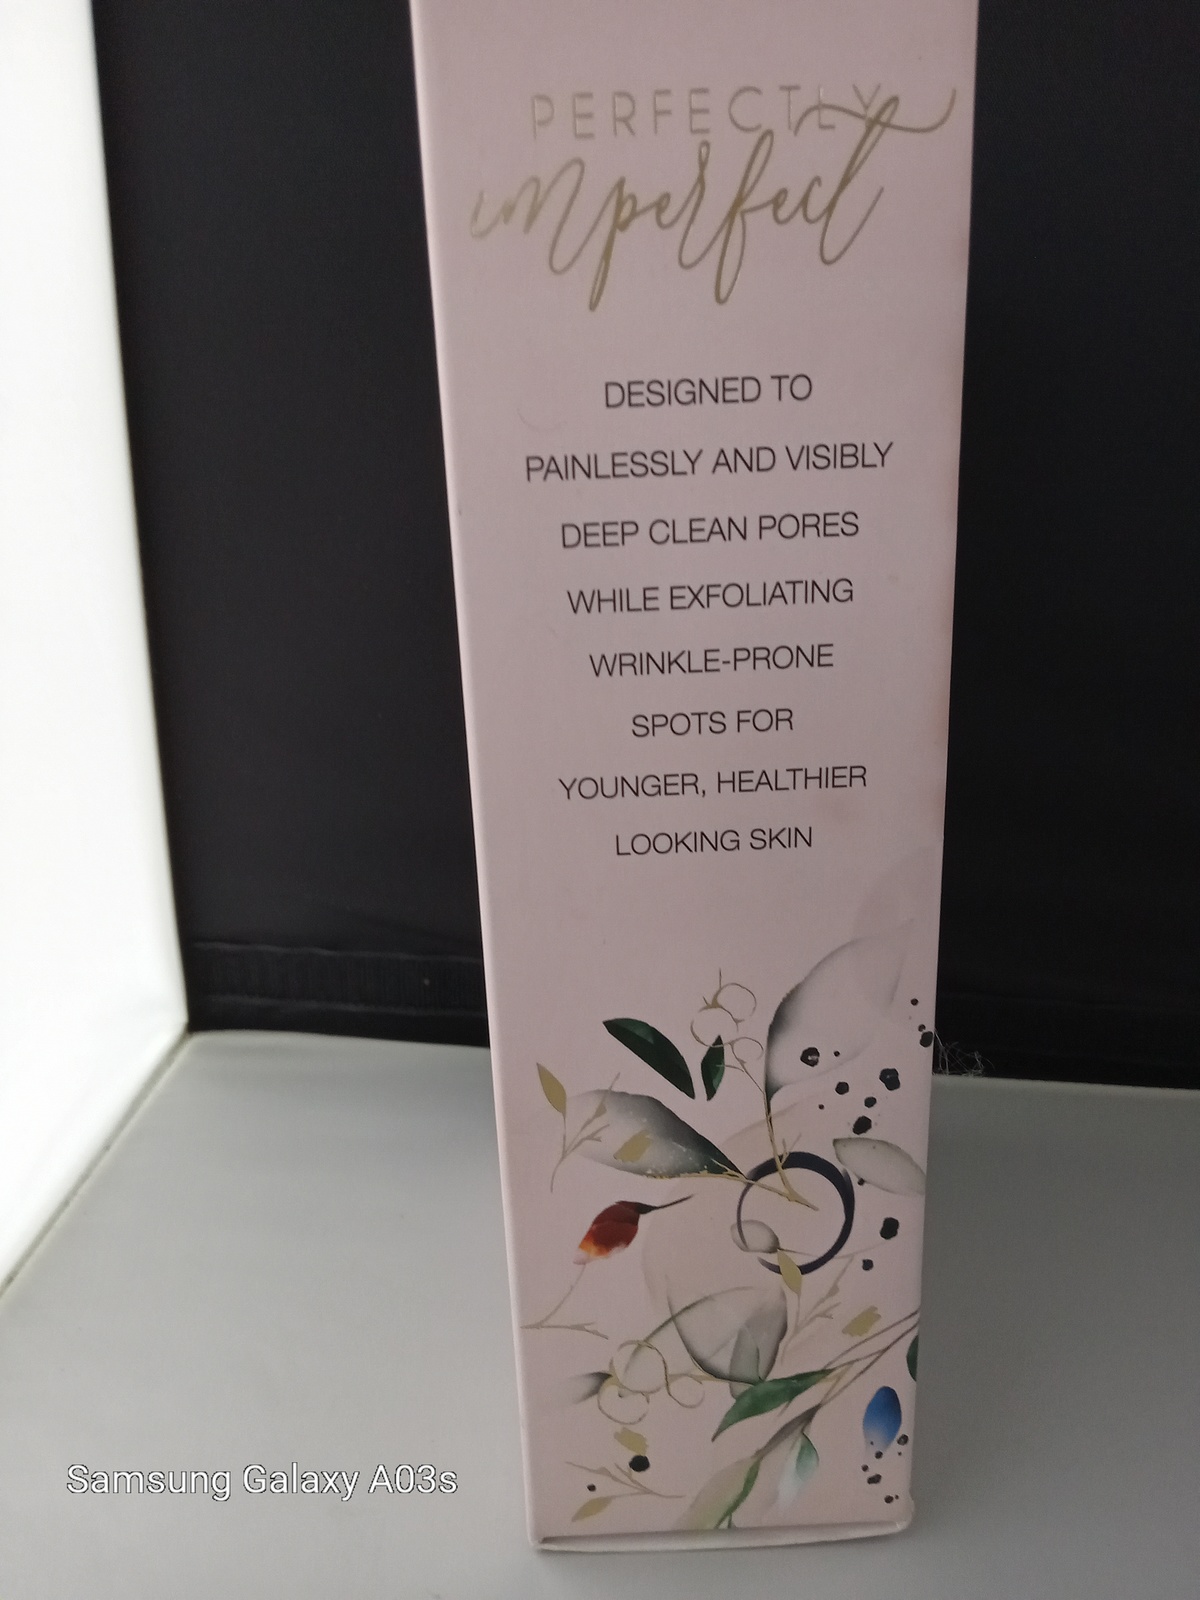 PERFECTLY
imperfect
DESIGNED TO
PAINLESSLY AND VISIBLY
DEEP CLEAN PORES
WHILE EXFOLIATING
WRINKLE-PRONE
SPOTS FOR
YOUNGER, HEALTHIER
LOOKING SKIN
Samsung Galaxy A03s